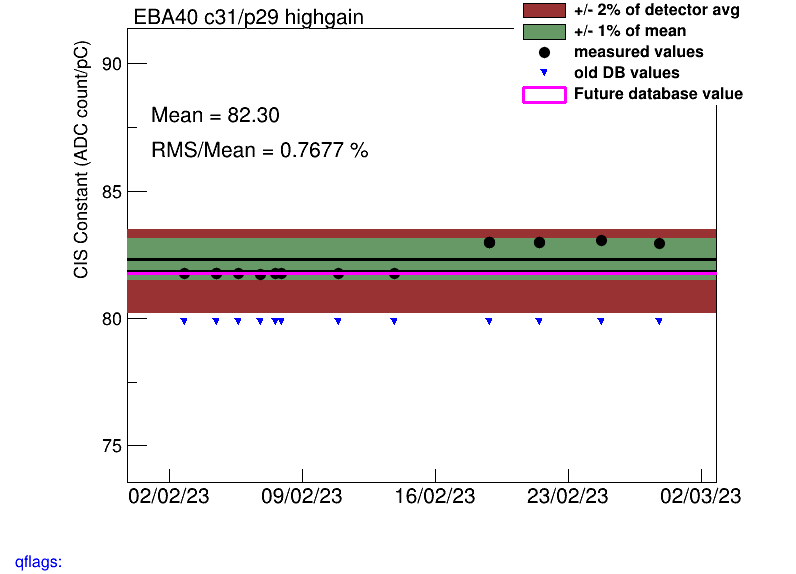 EBA40 c31/p29 highgain
+/- 2% of detector avg
+/- 1% of mean
measured values
old DB values
Future database value
Mean = 82.30
RMS/Mean = 0.7677 %
CIS Constant (ADC count/pC)
90
85
80
75
02/02/23 09/02/23 16/02/23 23/02/23 02/03/23
qflags: